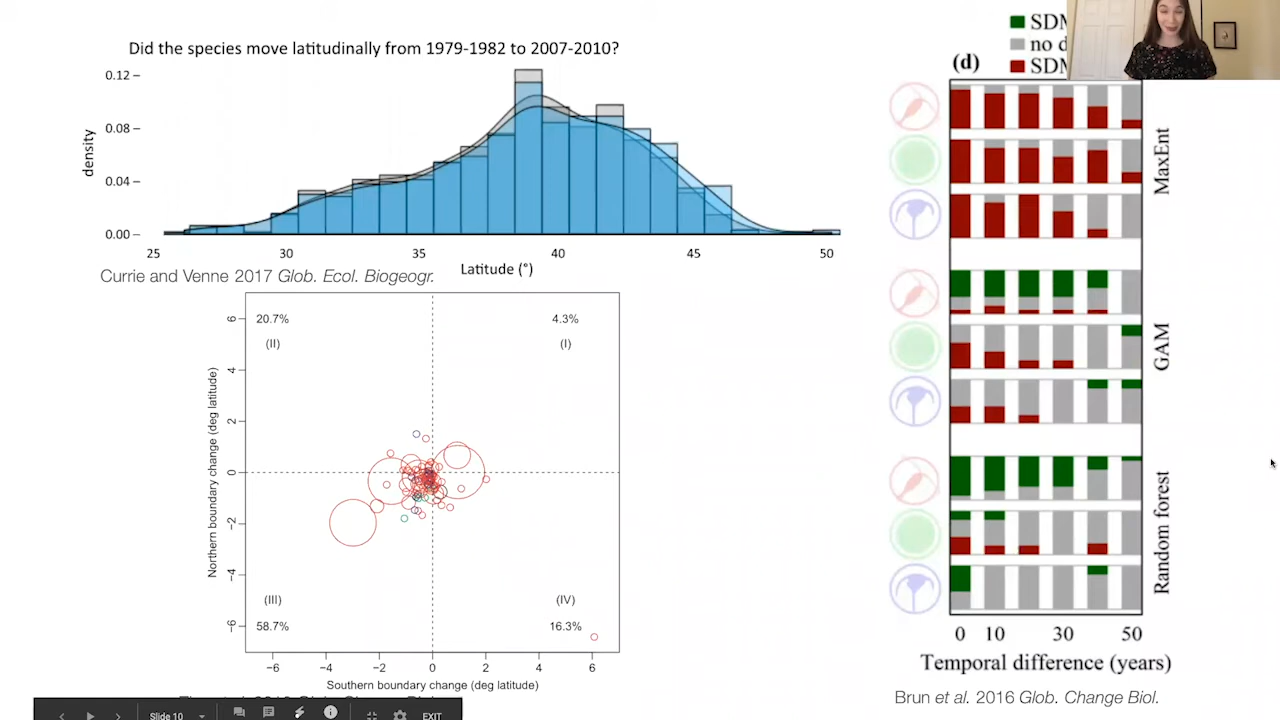 Did the species move latitudinally from 1979-1982 to 2007-2010?
0.12
0.08
0.04
0.00
density
25 30 35 40 45 50
Latitude (°)
Currie and Venne 2017 Glob. Ecol. Biogeogr.
20.7% 4.3%
(II) (I)
6
4
2
0
−2
−4
−6
Northern boundary change (deg latitude)
(III) (IV)
58.7% 16.3%
−6 −4 −2 0 2 4 6
Southern boundary change (deg latitude)
Slide 10
EXIT
(d)
no
MaxEnt
GAM
Random forest
0 10 30 50
Temporal difference (years)
Brun et al. 2016 Glob. Change Biol.